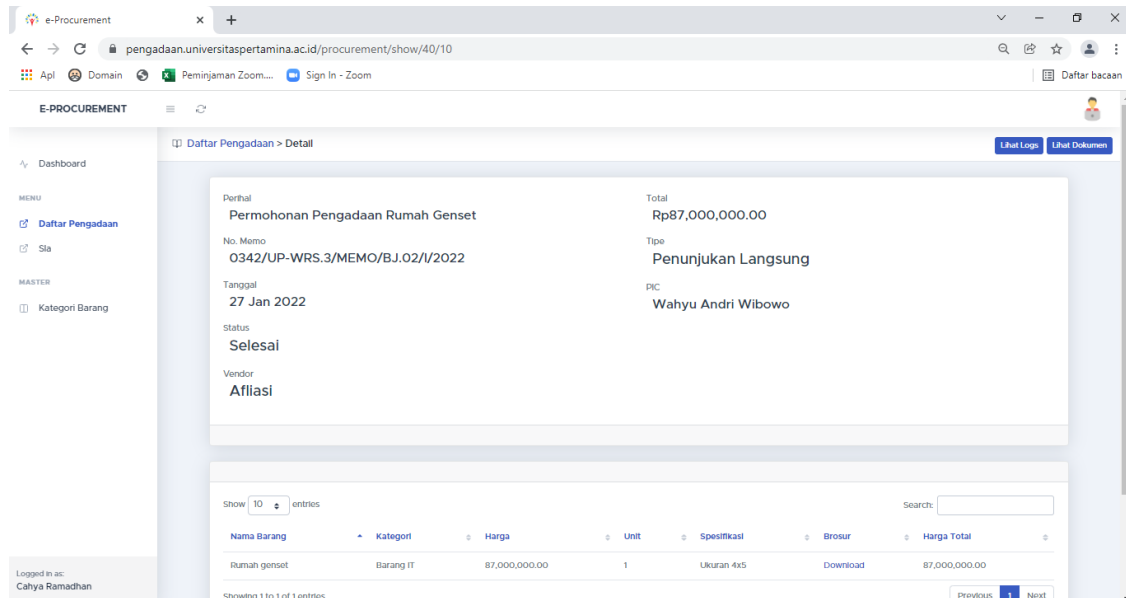 e-Procurement
pengadaan.universitaspertamina.ac.id/procurement/show/40/10
Apl Domain Peminjaman Zoom.... Sign In - Zoom Daftar bacaan
E-PROCUREMENT
Daftar Pengadaan > Detail Lihat Logs Lihat Dokumen
Dashboard
MENU
Daftar Pengadaan
Sla
MASTER
Kategori Barang
Perihal
Permohonan Pengadaan Rumah Genset
No. Memo
0342/UP-WRS.3/MEMO/BJ.02/I/2022
Tanggal
27 Jan 2022
Status
Selesai
Vendor
Afliasi
Total
Rp87,000,000.00
Tipe
Penunjukan Langsung
PIC
Wahyu Andri Wibowo
Show 10 entries Search:
Nama Barang Kategori Harga Unit Spesifikasi Brosur Harga Total
Rumah genset Barang IT 87,000,000.00 1 Ukuran 4x5 Download 87,000,000.00
Showing 1 to 1 of 1 entries Previous 1 Next
Logged in as:
Cahya Ramadhan